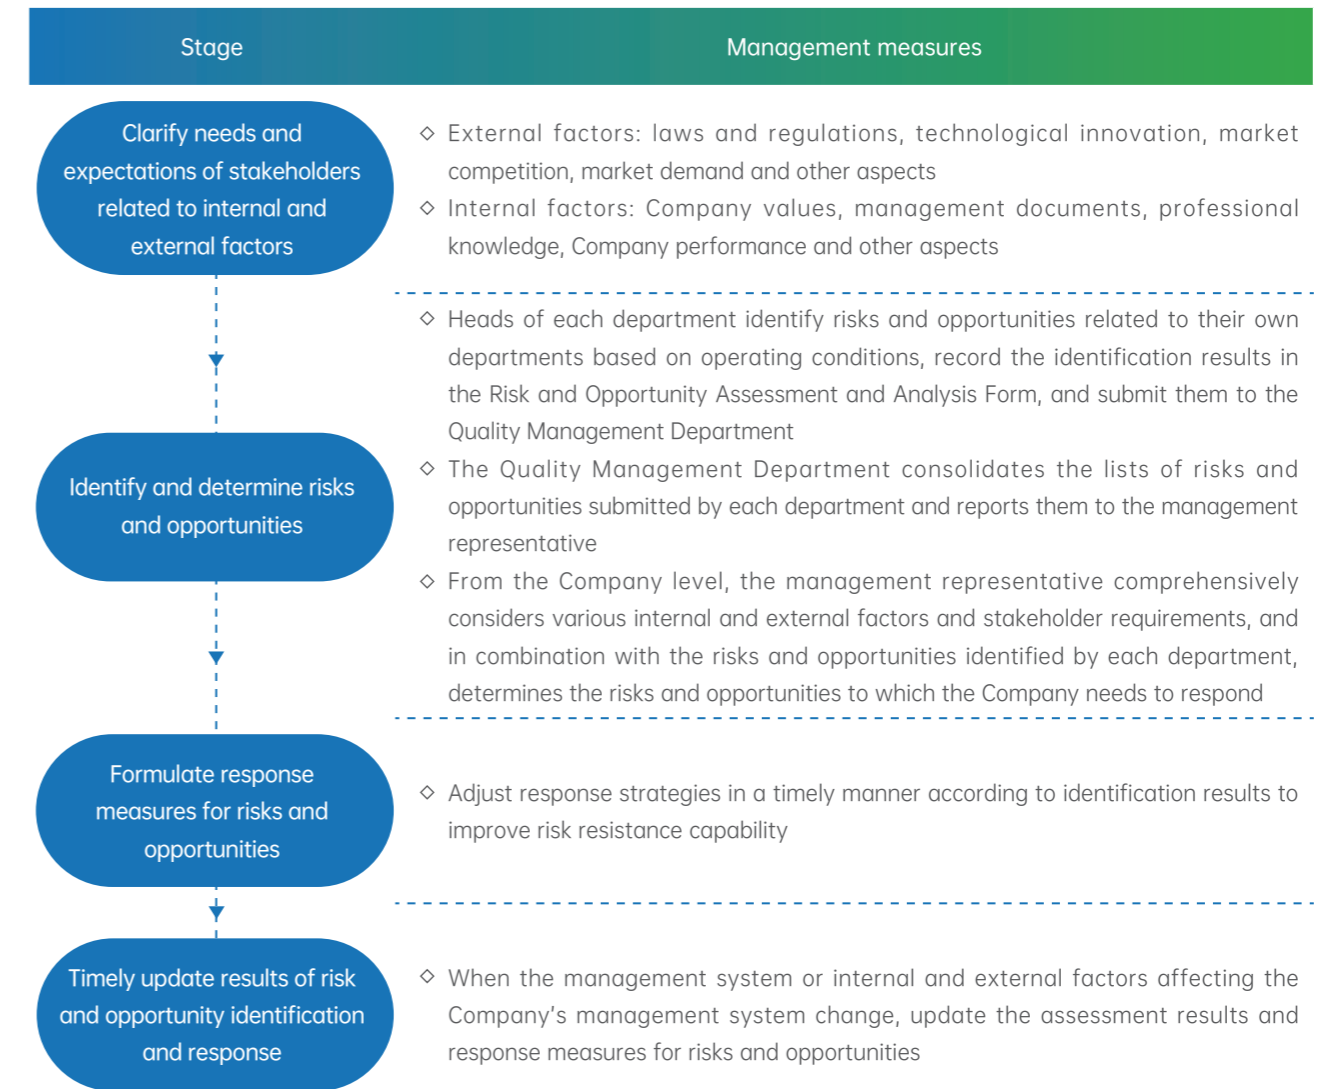 Stage
Management measures
Clarify needs and
expectations of stakeholders
related to internal and
external factors
◇ External factors: laws and regulations, technological innovation, market
competition, market demand and other aspects
◇ Internal factors: Company values, management documents, professional
knowledge, Company performance and other aspects
Identify and determine risks
and opportunities
◇ Heads of each department identify risks and opportunities related to their own
departments based on operating conditions, record the identification results in
the Risk and Opportunity Assessment and Analysis Form, and submit them to the
Quality Management Department
◇ The Quality Management Department consolidates the lists of risks and
opportunities submitted by each department and reports them to the management
representative
◇ From the Company level, the management representative comprehensively
considers various internal and external factors and stakeholder requirements, and
in combination with the risks and opportunities identified by each department,
determines the risks and opportunities to which the Company needs to respond
Formulate response
measures for risks and
opportunities
◇ Adjust response strategies in a timely manner according to identification results to
improve risk resistance capability
Timely update results of risk
and opportunity identification
and response
◇ When the management system or internal and external factors affecting the
Company's management system change, update the assessment results and
response measures for risks and opportunities